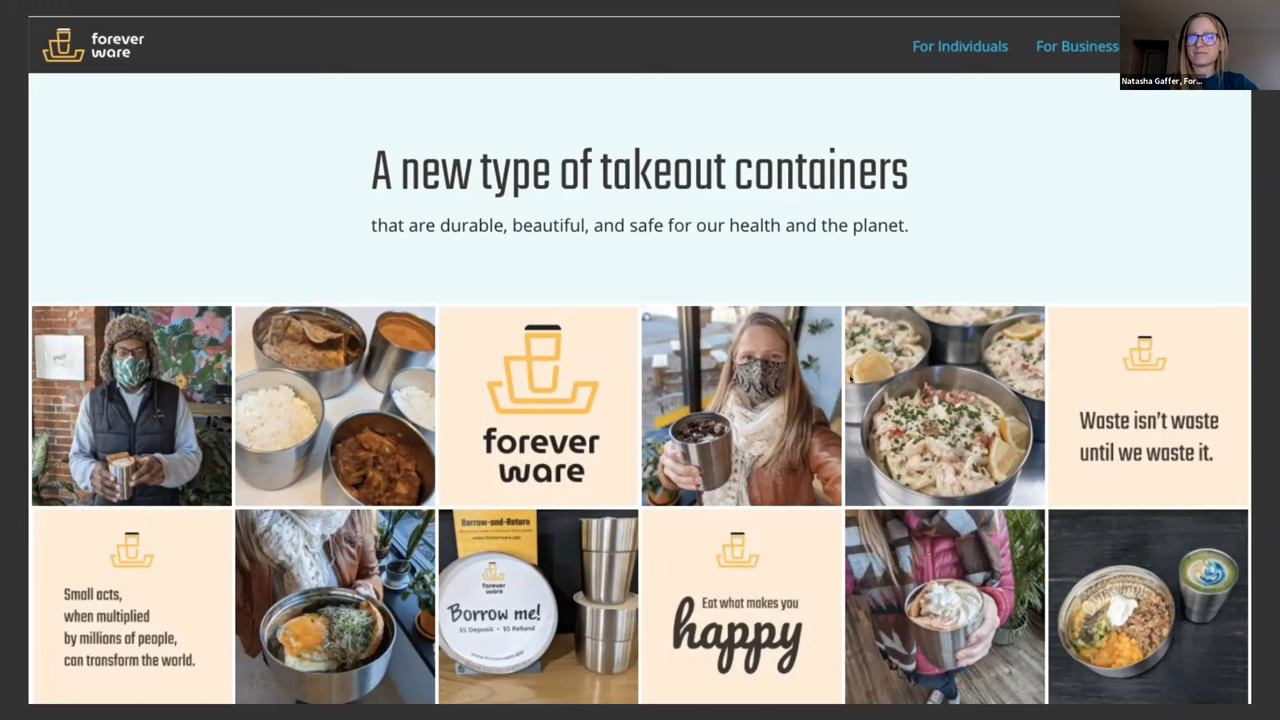 forever
ware
For Individuals
For Business
Natasha Gaffer, For...
A new type of takeout containers
that are durable, beautiful, and safe for our health and the planet.
forever
ware
Waste isn't waste
until we waste it.
Small acts,
when multiplied
by millions of people,
can transform the world.
Borrow-and-Return
forever
ware
Borrow me!
$5 Deposit • $5 Refund
Eat what makes you
happy